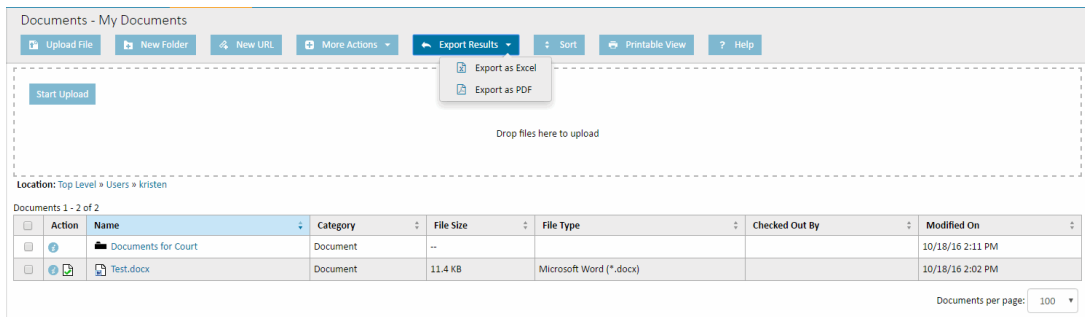 Documents - My Documents
Upload File New Folder New URL More Actions Export Results Sort Printable View ? Help
Export as Excel
Export as PDF
Start Upload
Drop files here to upload
Location: Top Level » Users » kristen
Documents 1 - 2 of 2
Action Name Category File Size File Type Checked Out By Modified On
Documents for Court Document -- 10/18/16 2:11 PM
Test.docx Document 11.4 KB Microsoft Word (*.docx) 10/18/16 2:02 PM
Documents per page: 100